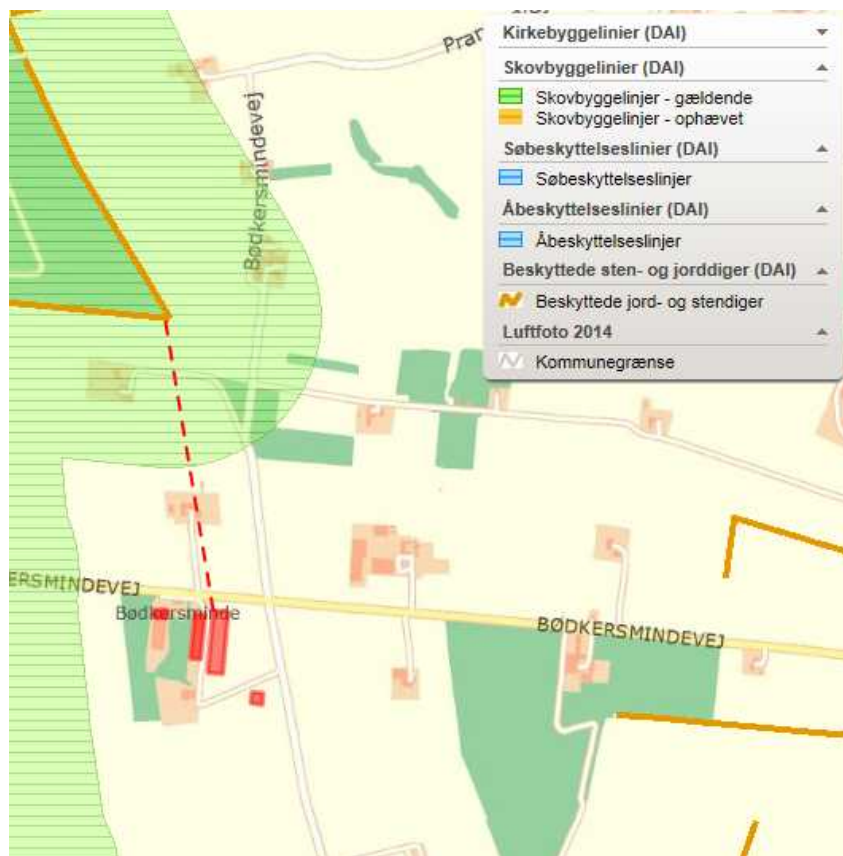 Kirkebyggelinier (DAI)
Skovbyggelinier (DAI)
Skovbyggelinjer - gældende
Skovbyggelinjer - ophævet
Søbeskyttelseslinier (DAI)
Søbeskyttelseslinjer
Åbeskyttelseslinier (DAI)
Åbeskyttelseslinjer
Beskyttede sten- og jorddiger (DAI)
Beskyttede jord- og stendiger
Luftfoto 2014
Kommunegrænse
Prar
Bødkersmindevej
ERSMINDEVEJ
Bødkersminde
BØDKERSMINDEVEJ